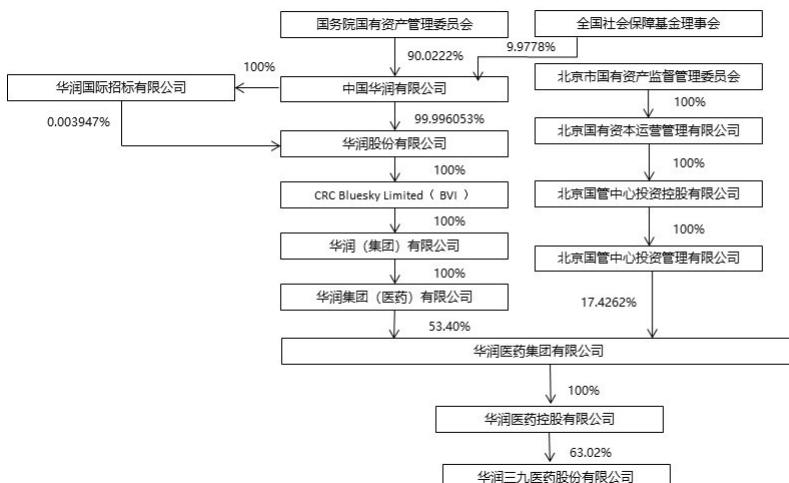 国务院国有资产管理委员会
全国社会保障基金理事会
90.0222%
9.9778%
北京市国有资产监督管理委员会
100%
华润国际招标有限公司
中国华润有限公司
100%
0.003947%
99.996053%
北京国有资本运营管理有限公司
华润股份有限公司
100%
100%
CRC Bluesky Limited（ BVI ）
北京国管中心投资控股有限公司
100%
100%
华润（集团）有限公司
北京国管中心投资管理有限公司
100%
华润集团（医药）有限公司
17.4262%
53.40%
华润医药集团有限公司
100%
华润医药控股有限公司
63.02%
华润三九医药股份有限公司